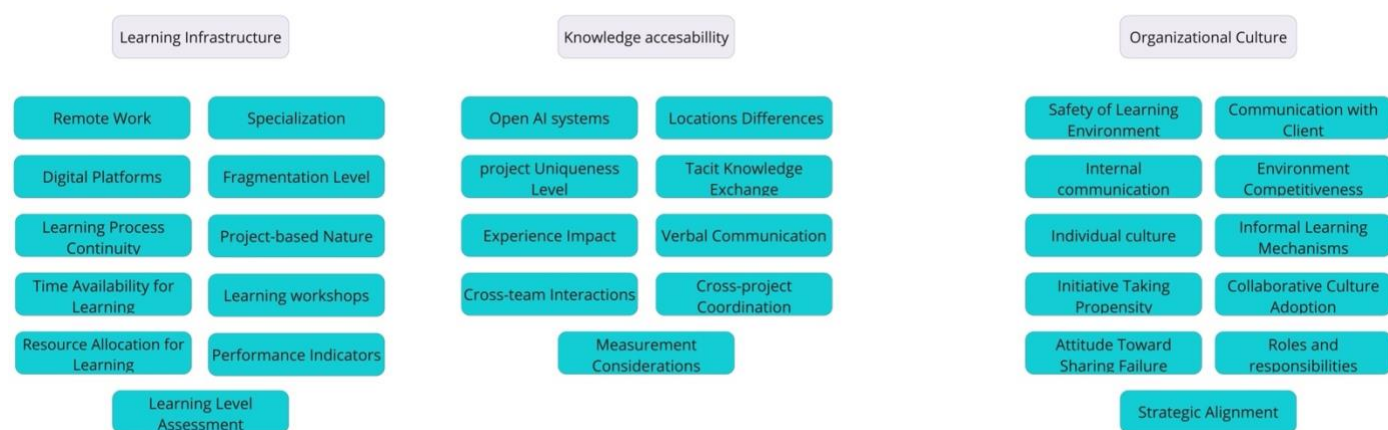 Learning Infrastructure
Remote Work
Specialization
Digital Platforms
Fragmentation Level
Learning Process
Continuity
Project-based Nature
Time Availability for
Learning
Learning workshops
Resource Allocation for
Learning
Performance Indicators
Learning Level
Assessment
Knowledge accesabillity
Open AI systems
Locations Differences
project Uniqueness
Level
Tacit Knowledge
Exchange
Experience Impact
Verbal Communication
Cross-team Interactions
Cross-project
Coordination
Measurement
Considerations
Organizational Culture
Safety of Learning
Environment
Communication with
Client
Internal
communication
Environment
Competitiveness
Individual culture
Informal Learning
Mechanisms
Initiative Taking
Propensity
Collaborative Culture
Adoption
Attitude Toward
Sharing Failure
Roles and
responsibilities
Strategic Alignment